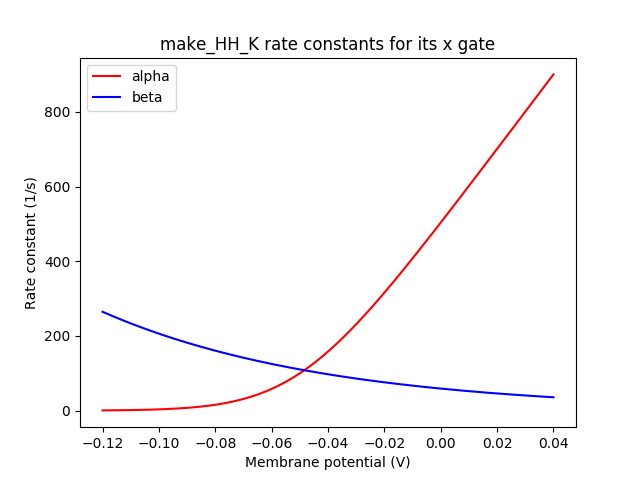 make_HH_K rate constants for its x gate
alpha
beta
Rate constant (1/s)
800
600
400
200
0
−0.12 −0.10 −0.08 −0.06 −0.04 −0.02 0.00 0.02 0.04
Membrane potential (V)